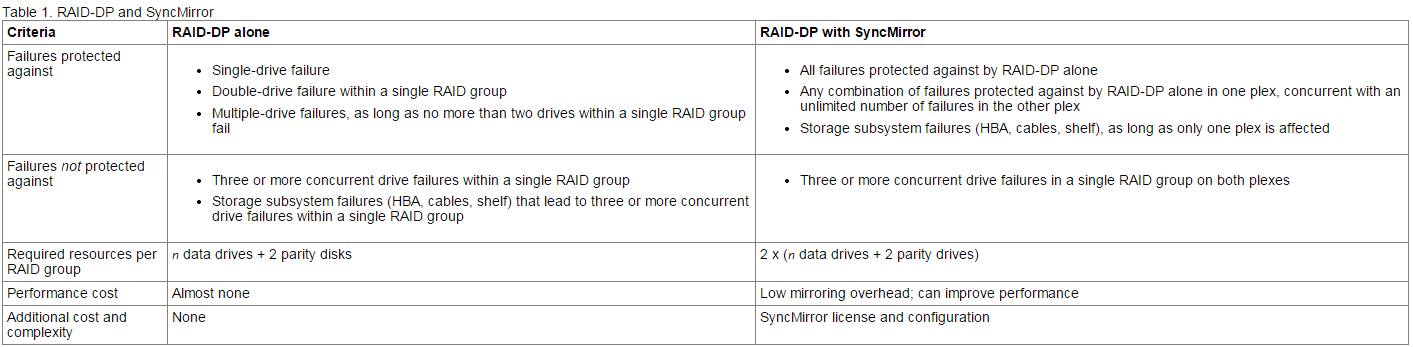 Table 1. RAID-DP and SyncMirror
Criteria
RAID-DP alone
RAID-DP with SyncMirror
Failures protected
against
• Single-drive failure
• Double-drive failure within a single RAID group
• Multiple-drive failures, as long as no more than two drives within a single RAID group
fail
• All failures protected against by RAID-DP alone
• Any combination of failures protected against by RAID-DP alone in one plex, concurrent with an
unlimited number of failures in the other plex
• Storage subsystem failures (HBA, cables, shelf), as long as only one plex is affected
Failures not protected
against
• Three or more concurrent drive failures within a single RAID group
• Storage subsystem failures (HBA, cables, shelf) that lead to three or more concurrent
drive failures within a single RAID group
• Three or more concurrent drive failures in a single RAID group on both plexes
Required resources per
RAID group
n data drives + 2 parity disks
2 x (n data drives + 2 parity drives)
Performance cost
Almost none
Low mirroring overhead; can improve performance
Additional cost and
complexity
None
SyncMirror license and configuration